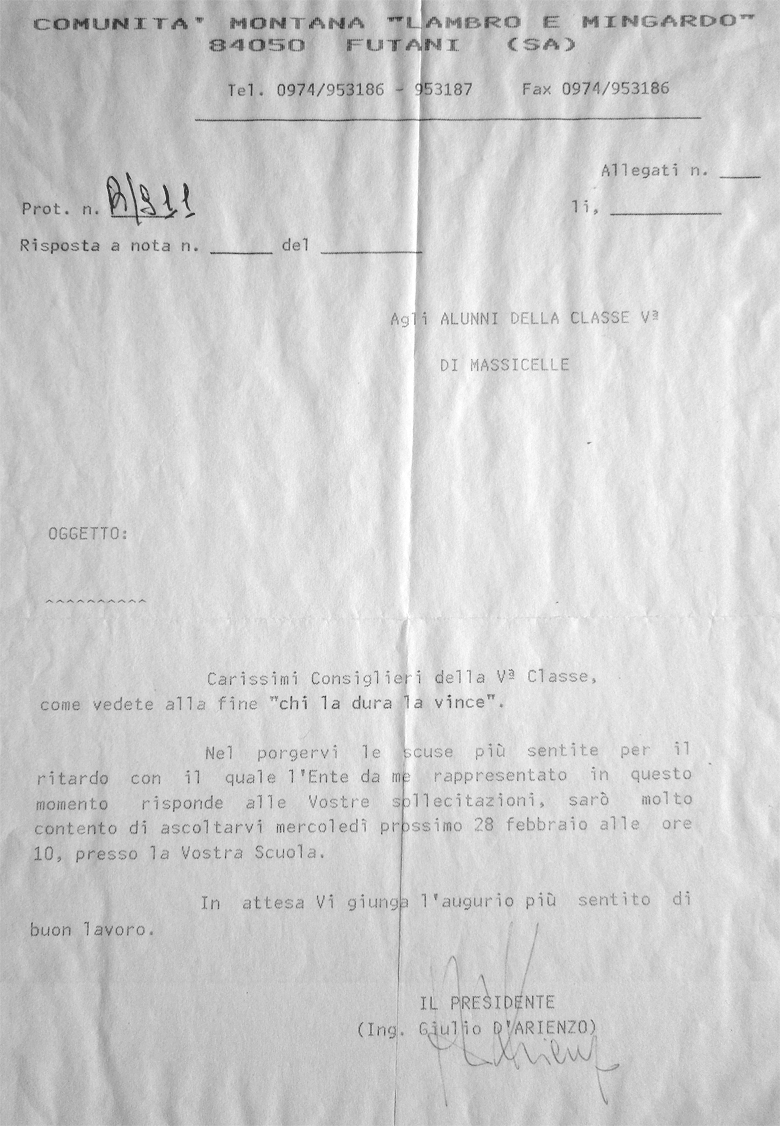 COMUNITA' MONTANA "LAMBRO E MINGARDO"
84050 FUTANI (SA)
Tel. 0974/953186 - 953187 Fax 0974/953186
Allegati n. ____
Prot. n. R/911
li, ___________
Risposta a nota n. ______ del __________
Agli ALUNNI DELLA CLASSE Vª
DI MASSICELLE
OGGETTO:
^^^^^^^^^^
Carissimi Consiglieri della Vª Classe,
come vedete alla fine "chi la dura la vince".
Nel porgervi le scuse più sentite per il
ritardo con il quale l'Ente da me rappresentato in questo
momento risponde alle Vostre sollecitazioni, sarò molto
contento di ascoltarvi mercoledì prossimo 28 febbraio alle ore
10, presso la Vostra Scuola.
In attesa Vi giunga l'augurio più sentito di
buon lavoro.
IL PRESIDENTE
(Ing. Giulio D'ARIENZO)